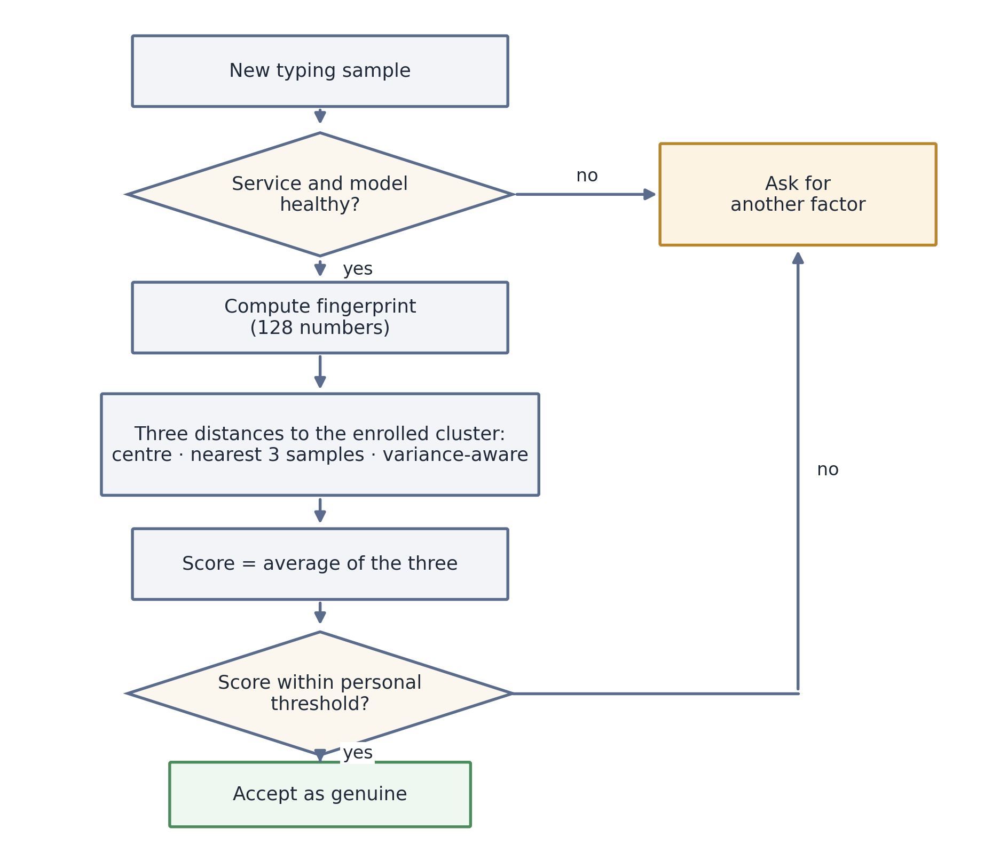 New typing sample
Service and model
healthy?
no
Ask for
another factor
yes
Compute fingerprint
(128 numbers)
Three distances to the enrolled cluster:
centre · nearest 3 samples · variance-aware
no
Score = average of the three
Score within personal
threshold?
yes
Accept as genuine